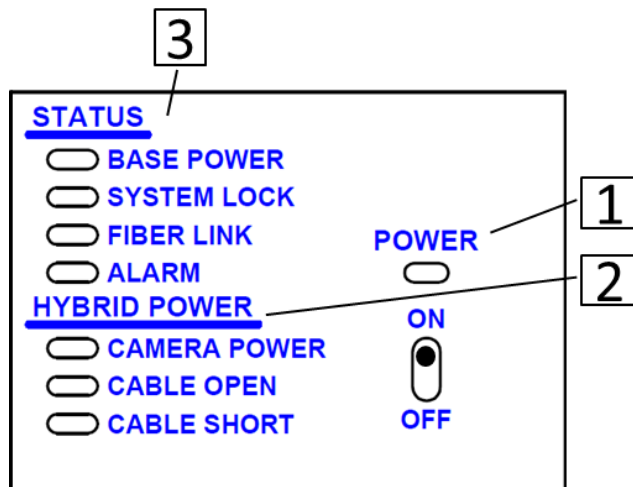 3
STATUS
BASE POWER
SYSTEM LOCK
FIBER LINK
ALARM
HYBRID POWER
CAMERA POWER
CABLE OPEN
CABLE SHORT
1
POWER
2
ON
OFF